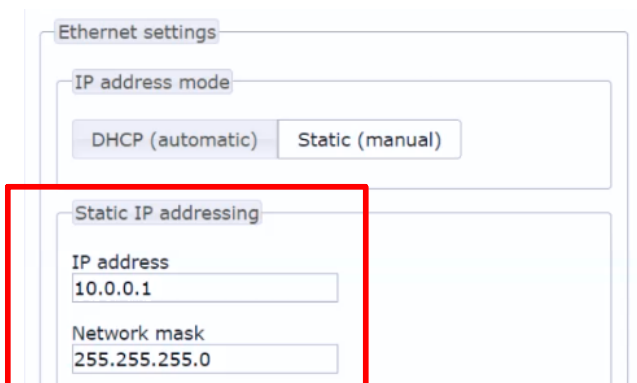 Ethernet settings
IP address mode
DHCP (automatic) Static (manual)
Static IP addressing
IP address
10.0.0.1
Network mask
255.255.255.0